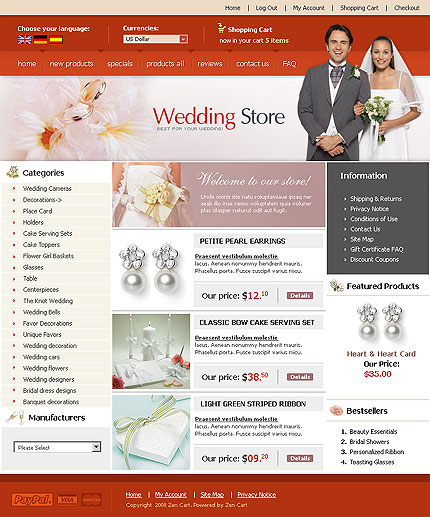 Home | Log Out | My Account | Shopping Cart | Checkout
Choose your language:
Currencies:
US Dollar
Shopping Cart
now in your cart 5 items
home | new products | specials | products all | reviews | contact us | FAQ
Wedding Store
BEST FOR YOUR WEDDING!
Categories
Wedding Cameras
Decorations->
Place Card
Holders
Cake Serving Sets
Cake Toppers
Flower Girl Baskets
Glasses
Table
Centerpieces
The Knot Wedding
Wedding Bells
Favor Decorations
Unique Favors
Wedding decoration
Wedding cars
Wedding flowers
Wedding designers
Bridal dress designs
Banquet decorations
Manufacturers
Please Select
Welcome to our store!
Unde omnis iste natu roluptatiuse ipsaq ner
aeab illo inse nemo voluptatem quia voluper
ptas shasper naturut odit aut fugit.
PETITE PEARL EARRINGS
Praesent vestibulum molestie
lacus. Aenean nonummy hendrerit mauris.
Phasellus porta. Fusce suscipit varius mi.
Our price: $12.10
Details
CLASSIC BOW CAKE SERVING SET
Praesent vestibulum molestie
lacus. Aenean nonummy hendrerit mauris.
Phasellus porta. Fusce suscipit varius mi.
Our price: $38.50
Details
LIGHT GREEN STRIPED RIBBON
Praesent vestibulum molestie
lacus. Aenean nonummy hendrerit mauris.
Phasellus porta. Fusce suscipit varius mi.
Our price: $09.20
Details
Information
Shipping & Returns
Privacy Notice
Conditions of Use
Contact Us
Site Map
Gift Certificate FAQ
Discount Coupons
Featured Products
Heart & Heart Card
Our Price:
$35.00
Bestsellers
1. Beauty Essentials
2. Bridal Showers
3. Personalized Ribbon
4. Toasting Glasses
PayPal VISA
Home | My Account | Site Map | Privacy Notice
Copyright 2008 Zen Cart. Powered by Zen Cart